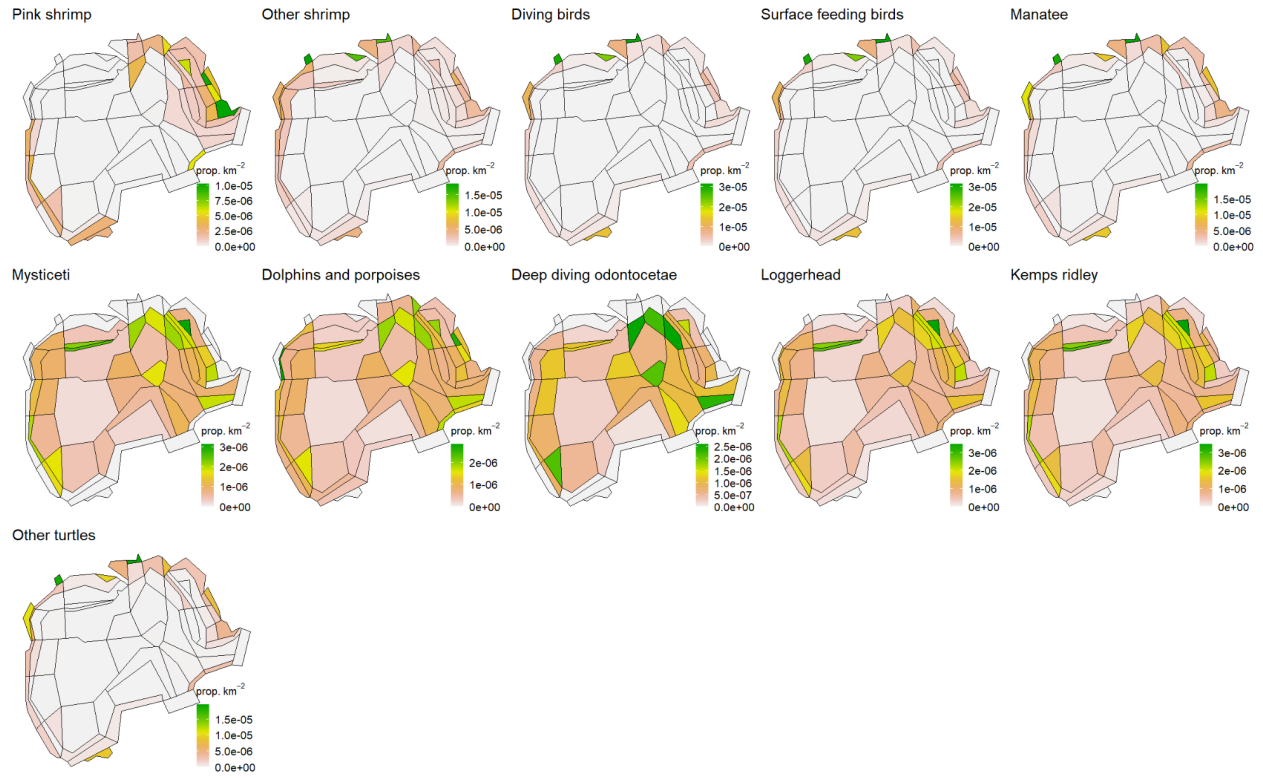 Pink shrimp
prop. km⁻²
1.0e-05
7.5e-06
5.0e-06
2.5e-06
0.0e+00
Other shrimp
prop. km⁻²
1.5e-05
1.0e-05
5.0e-06
0.0e+00
Diving birds
prop. km⁻²
3e-05
2e-05
1e-05
0e+00
Surface feeding birds
prop. km⁻²
3e-05
2e-05
1e-05
0e+00
Manatee
prop. km⁻²
1.5e-05
1.0e-05
5.0e-06
0.0e+00
Mysticeti
prop. km⁻²
3e-06
2e-06
1e-06
0e+00
Dolphins and porpoises
prop. km⁻²
2e-06
1e-06
0e+00
Deep diving odontocetae
prop. km⁻²
2.5e-06
2.0e-06
1.5e-06
1.0e-06
5.0e-07
0.0e+00
Loggerhead
prop. km⁻²
3e-06
2e-06
1e-06
0e+00
Kemps ridley
prop. km⁻²
3e-06
2e-06
1e-06
0e+00
Other turtles
prop. km⁻²
1.5e-05
1.0e-05
5.0e-06
0.0e+00